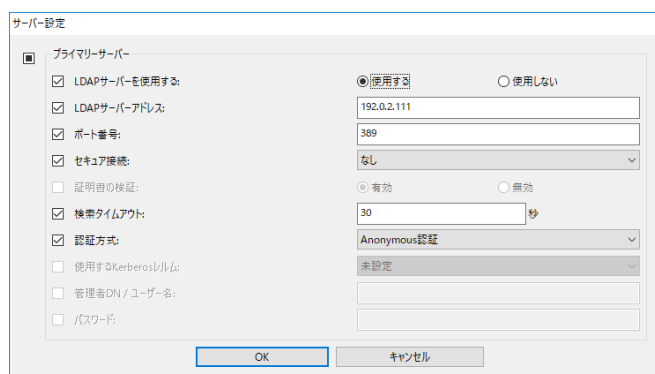 サーバー設定
プライマリーサーバー
LDAPサーバーを使用する: 使用する 使用しない
LDAPサーバーアドレス: 192.0.2.111
ポート番号: 389
セキュア接続: なし
証明書の検証: 有効 無効
検索タイムアウト: 30 秒
認証方式: Anonymous認証
使用するKerberosレルム: 未設定
管理者DN / ユーザー名:
パスワード:
OK キャンセル